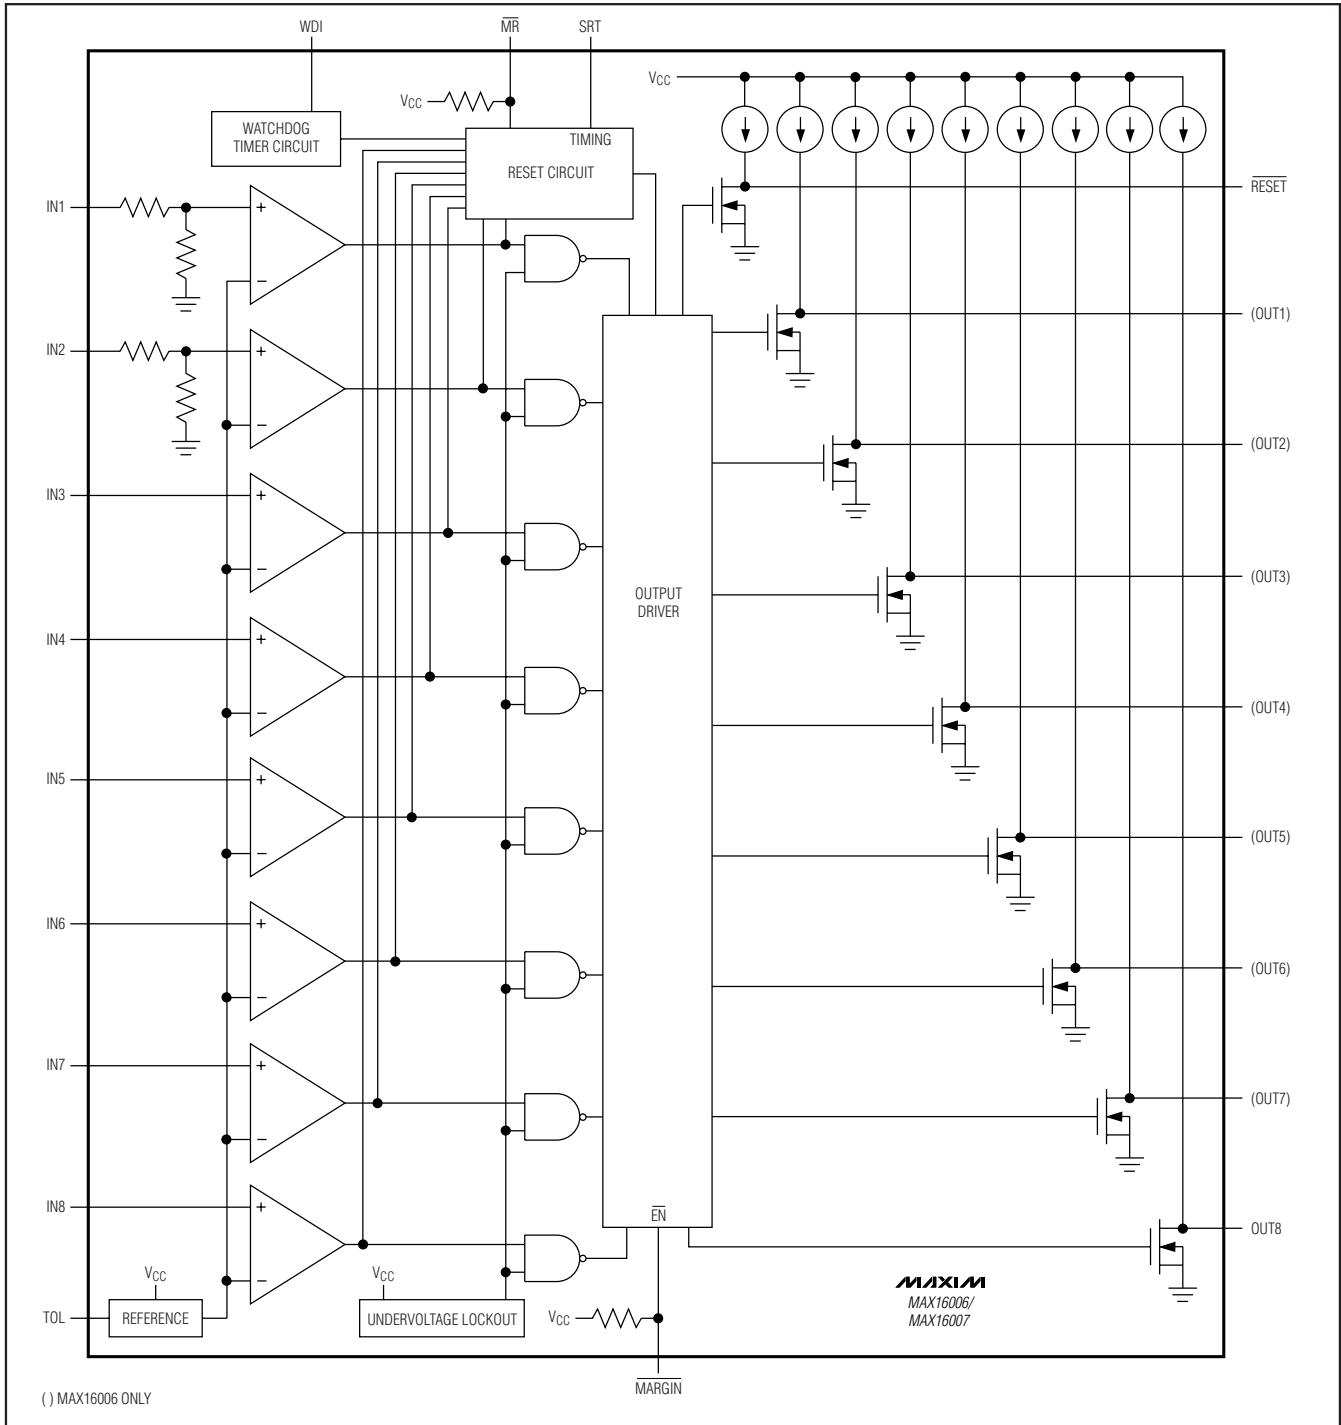 WDI
MR
SRT
VCC
VCC
WATCHDOG
TIMER CIRCUIT
TIMING
RESET CIRCUIT
RESET
IN1
+
−
(OUT1)
IN2
+
−
(OUT2)
IN3
+
−
(OUT3)
OUTPUT
DRIVER
IN4
+
−
(OUT4)
IN5
+
−
(OUT5)
IN6
+
−
(OUT6)
IN7
+
−
(OUT7)
IN8
+
−
EN
OUT8
VCC
VCC
TOL
REFERENCE
UNDERVOLTAGE LOCKOUT
VCC
MAXIM
MAX16006/
MAX16007
MARGIN
( ) MAX16006 ONLY